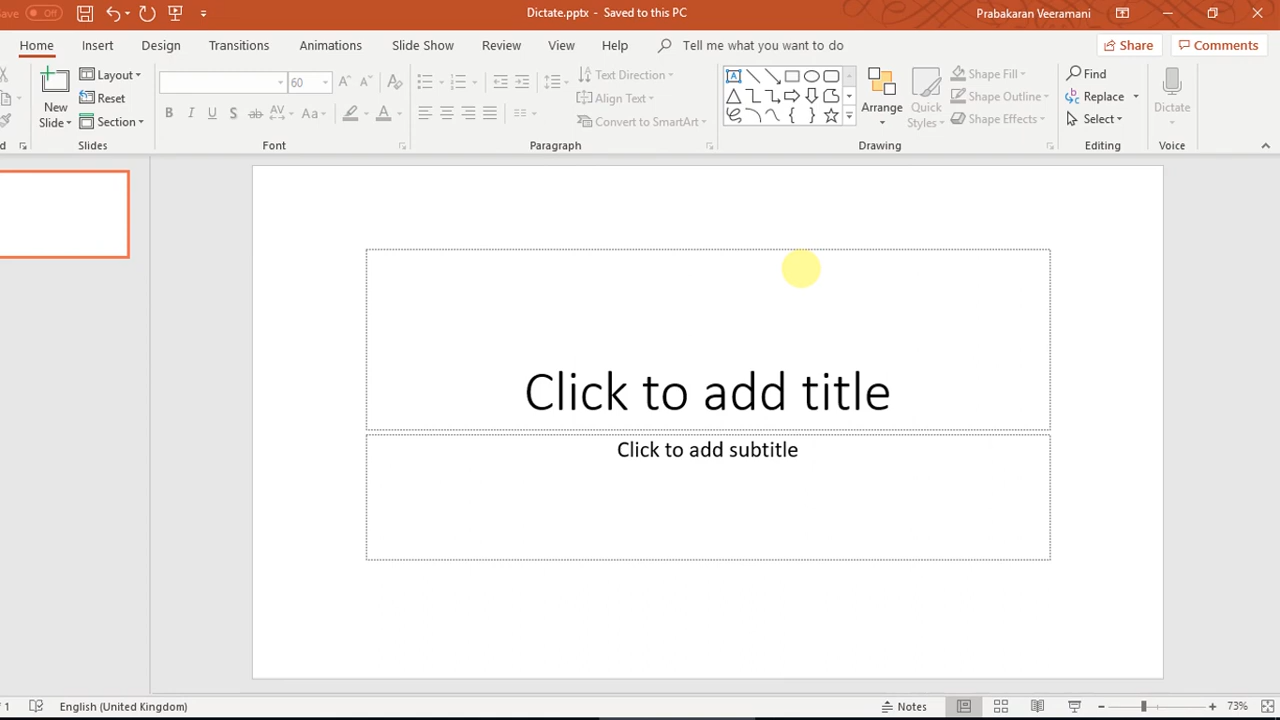 Save Off Dictate.pptx - Saved to this PC Prabakaran Veeramani
Home Insert Design Transitions Animations Slide Show Review View Help Tell me what you want to do Share Comments
New Slide
Layout
Reset
Section
60
Text Direction
Align Text
Convert to SmartArt
Arrange
Quick Styles
Shape Fill
Shape Outline
Shape Effects
Find
Replace
Select
Dictate
d Slides Font Paragraph Drawing Editing Voice
Click to add title
Click to add subtitle
1 English (United Kingdom) Notes 73%